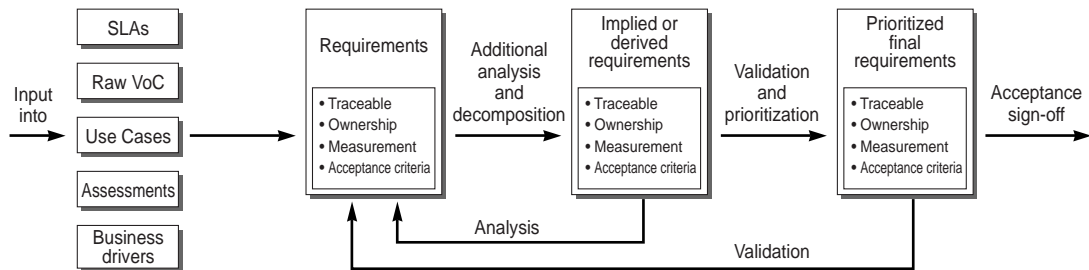 Input
into
SLAs
Raw VoC
Use Cases
Assessments
Business
drivers
Requirements
• Traceable
• Ownership
• Measurement
• Acceptance criteria
Additional
analysis
and
decomposition
Implied or
derived
requirements
• Traceable
• Ownership
• Measurement
• Acceptance criteria
Validation
and
prioritization
Prioritized
final
requirements
• Traceable
• Ownership
• Measurement
• Acceptance criteria
Acceptance
sign-off
Analysis
Validation